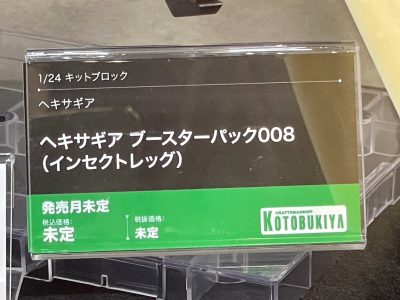 1/24 キットブロック
ヘキサギア
ヘキサギア ブースターパック008
(インセクトレッグ)
発売月未定
税込価格: 税抜価格:
未定 未定
CRAFTSMANSHIP
KOTOBUKIYA